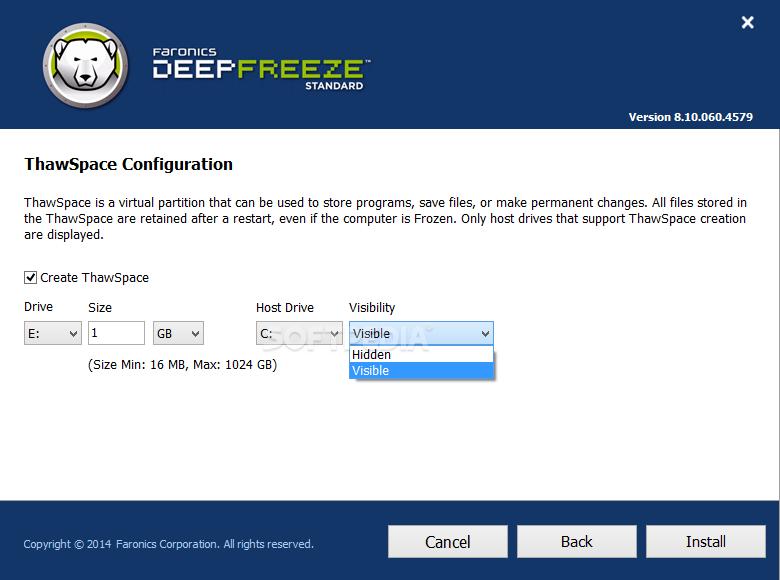 Faronics
DEEPFREEZE™
STANDARD
Version 8.10.060.4579
ThawSpace Configuration
ThawSpace is a virtual partition that can be used to store programs, save files, or make permanent changes. All files stored in
the ThawSpace are retained after a restart, even if the computer is Frozen. Only host drives that support ThawSpace creation
are displayed.
Create ThawSpace
Drive Size Host Drive Visibility
E: 1 GB C: Visible
SOFTPEDIA
Hidden
(Size Min: 16 MB, Max: 1024 GB)
Visible
Copyright © 2014 Faronics Corporation. All rights reserved.
Cancel Back Install